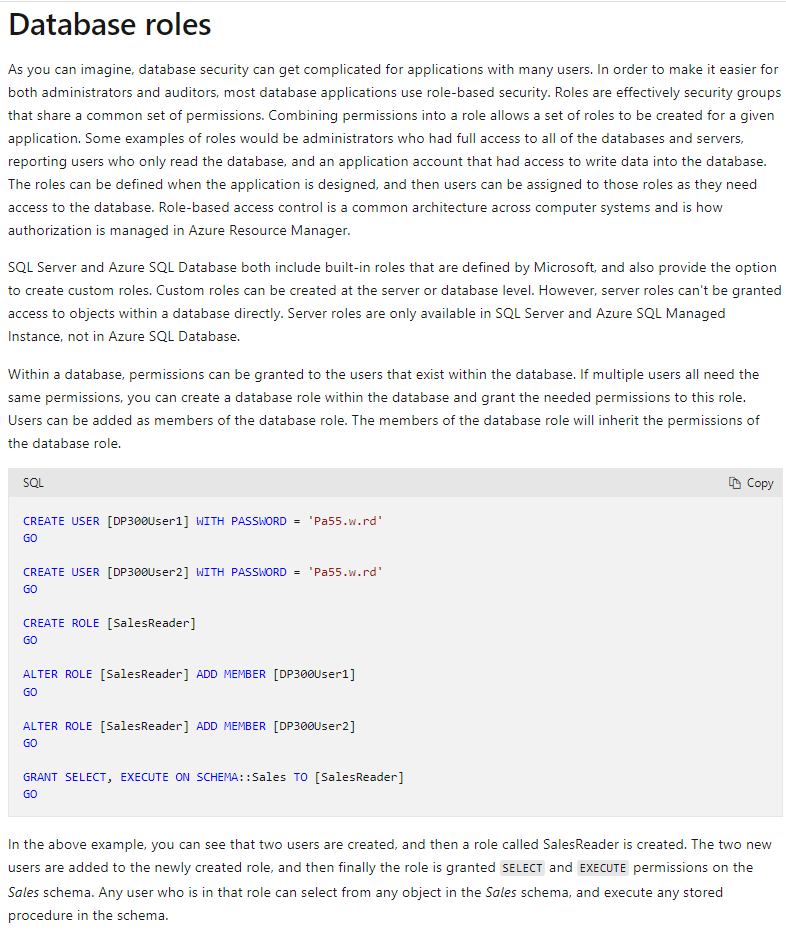 Database roles
As you can imagine, database security can get complicated for applications with many users. In order to make it easier for
both administrators and auditors, most database applications use role-based security. Roles are effectively security groups
that share a common set of permissions. Combining permissions into a role allows a set of roles to be created for a given
application. Some examples of roles would be administrators who had full access to all of the databases and servers,
reporting users who only read the database, and an application account that had access to write data into the database.
The roles can be defined when the application is designed, and then users can be assigned to those roles as they need
access to the database. Role-based access control is a common architecture across computer systems and is how
authorization is managed in Azure Resource Manager.
SQL Server and Azure SQL Database both include built-in roles that are defined by Microsoft, and also provide the option
to create custom roles. Custom roles can be created at the server or database level. However, server roles can't be granted
access to objects within a database directly. Server roles are only available in SQL Server and Azure SQL Managed
Instance, not in Azure SQL Database.
Within a database, permissions can be granted to the users that exist within the database. If multiple users all need the
same permissions, you can create a database role within the database and grant the needed permissions to this role.
Users can be added as members of the database role. The members of the database role will inherit the permissions of
the database role.
SQL Copy
CREATE USER [DP300User1] WITH PASSWORD = 'Pa55.w.rd'
GO
CREATE USER [DP300User2] WITH PASSWORD = 'Pa55.w.rd'
GO
CREATE ROLE [SalesReader]
GO
ALTER ROLE [SalesReader] ADD MEMBER [DP300User1]
GO
ALTER ROLE [SalesReader] ADD MEMBER [DP300User2]
GO
GRANT SELECT, EXECUTE ON SCHEMA::Sales TO [SalesReader]
GO
In the above example, you can see that two users are created, and then a role called SalesReader is created. The two new
users are added to the newly created role, and then finally the role is granted SELECT and EXECUTE permissions on the
Sales schema. Any user who is in that role can select from any object in the Sales schema, and execute any stored
procedure in the schema.